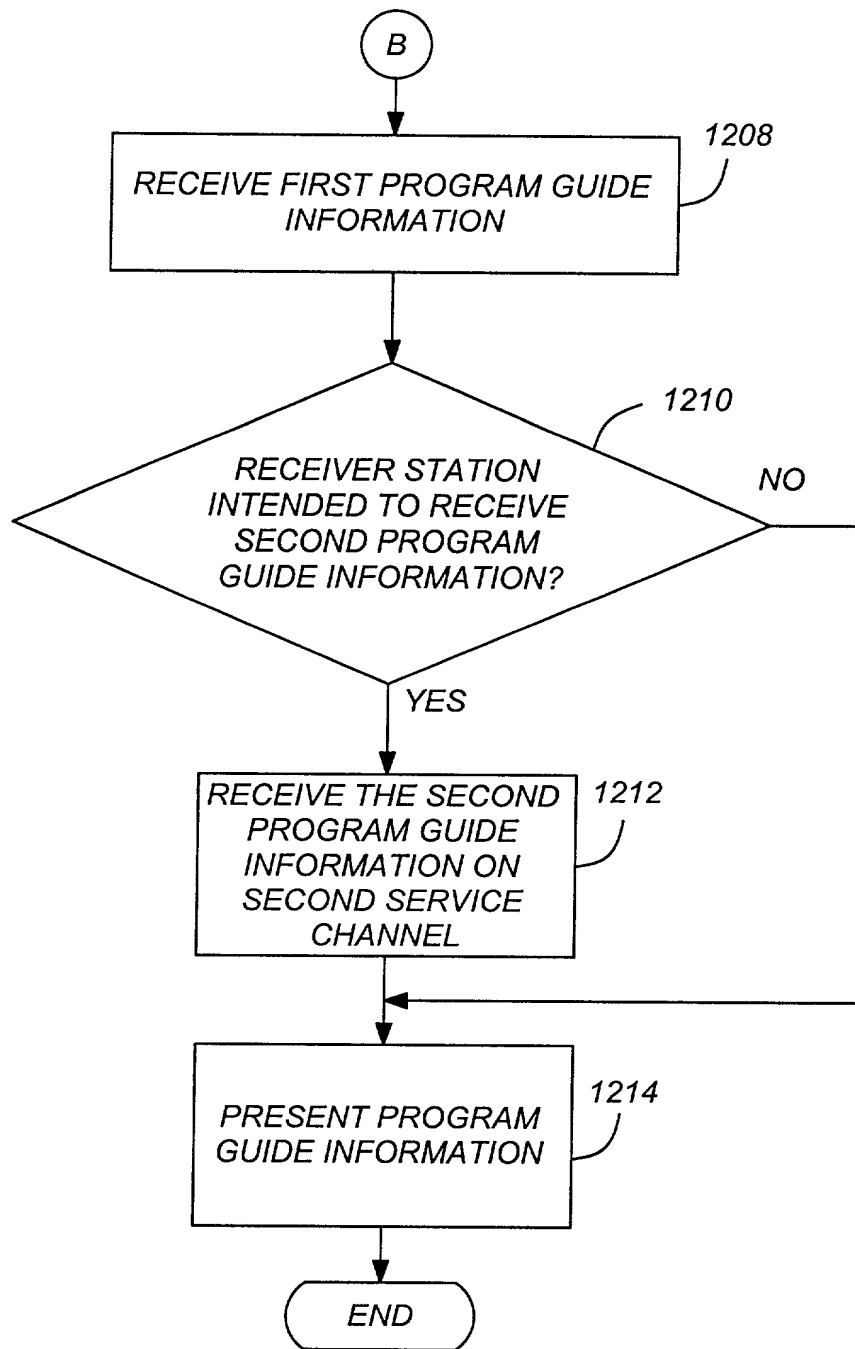 B
1208
RECEIVE FIRST PROGRAM GUIDE
INFORMATION
1210
RECEIVER STATION
INTENDED TO RECEIVE
SECOND PROGRAM
GUIDE INFORMATION?
NO
YES
RECEIVE THE SECOND
PROGRAM GUIDE
INFORMATION ON
SECOND SERVICE
CHANNEL
1212
PRESENT PROGRAM
GUIDE INFORMATION
1214
END